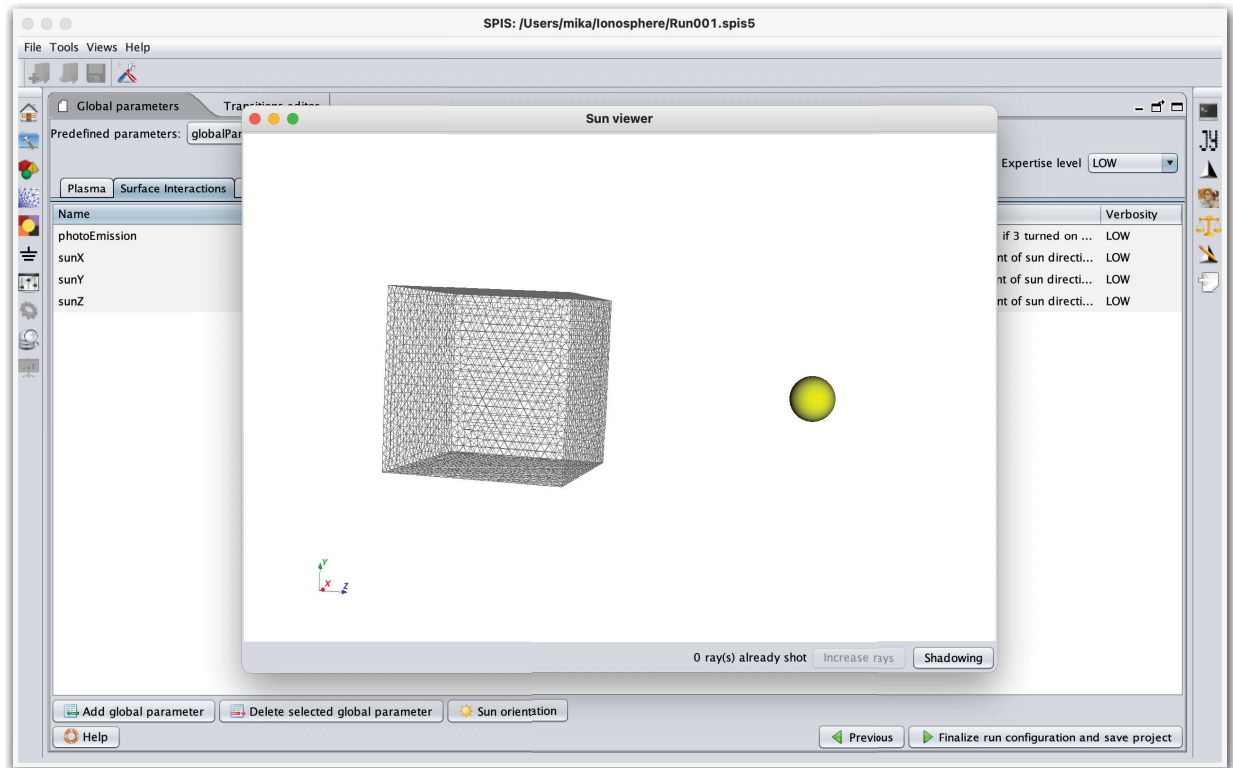 SPIS: /Users/mika/Ionosphere/Run001.spis5
File Tools Views Help
Global parameters
Predefined parameters: globalPar
Sun viewer
Expertise level LOW
Plasma Surface Interactions
Name
Verbosity
photoEmission
if 3 turned on ... LOW
sunX
nt of sun directi... LOW
sunY
nt of sun directi... LOW
sunZ
nt of sun directi... LOW
Y
X Z
0 ray(s) already shot Increase rays Shadowing
Add global parameter Delete selected global parameter Sun orientation
Help Previous Finalize run configuration and save project